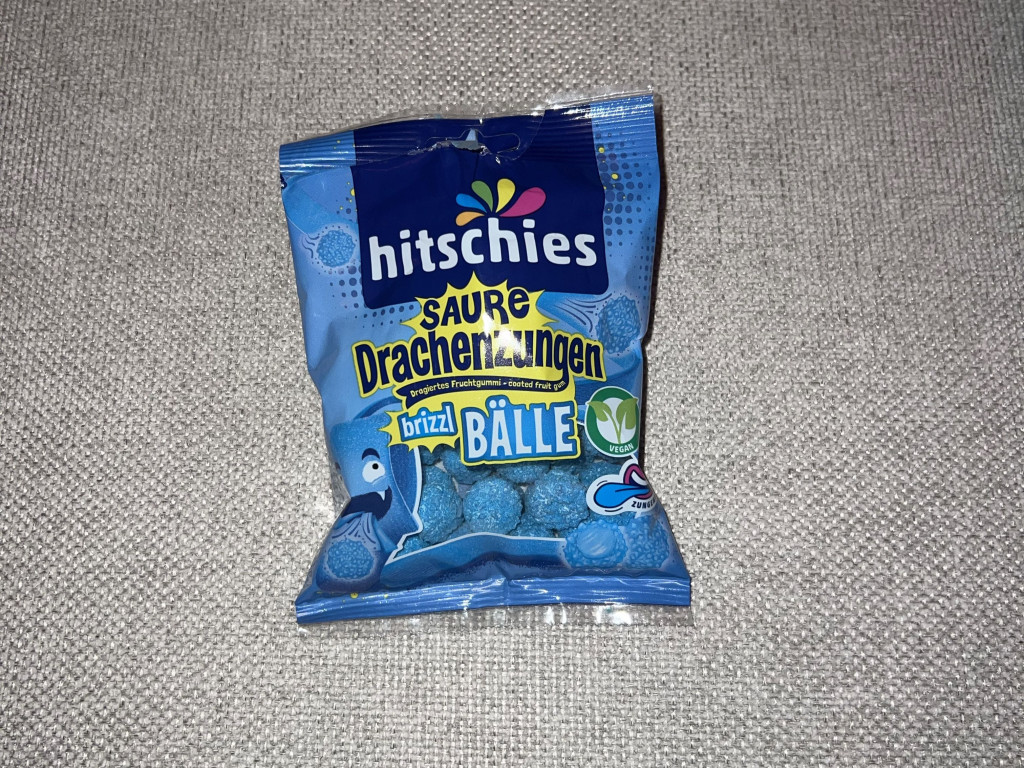 hitschies
SAURE
Drachenzungen
Dragiertes Fruchtgummi - coated fruit gum
brizzl BÄLLE
VEGAN